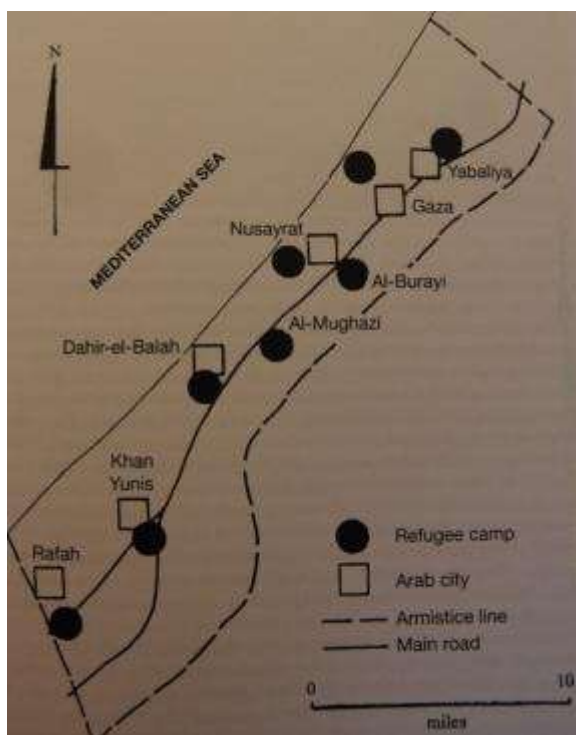 N
MEDITERRANEAN SEA
Yabaliya
Gaza
Nusayrat
Al-Burayi
Al-Mughazi
Dahir-el-Balah
Khan
Yunis
Rafah
Refugee camp
Arab city
Armistice line
Main road
0
10
miles